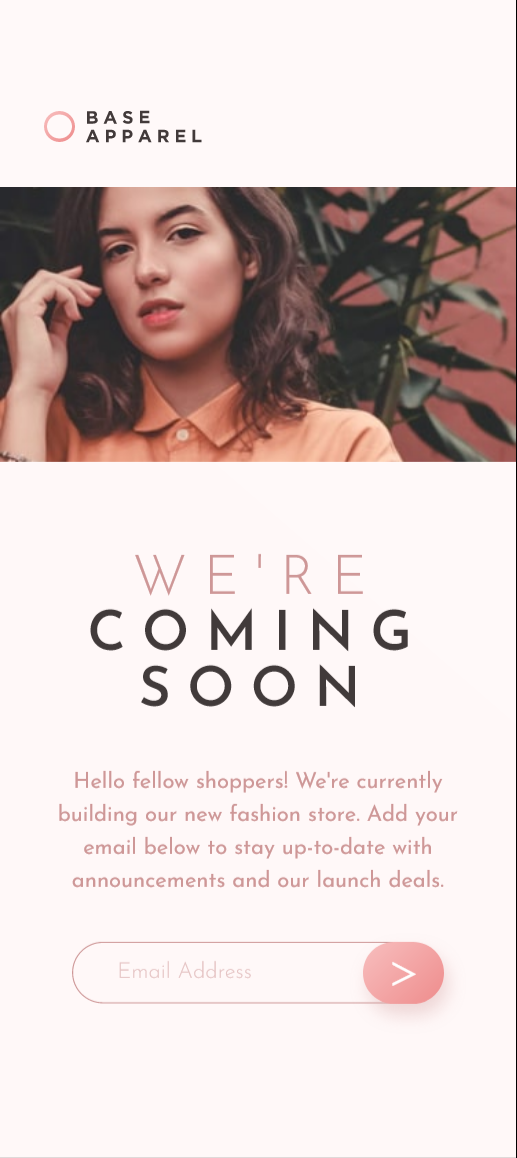 BASE
APPAREL
WE'RE
COMING
SOON
Hello fellow shoppers! We're currently
building our new fashion store. Add your
email below to stay up-to-date with
announcements and our launch deals.
Email Address
>